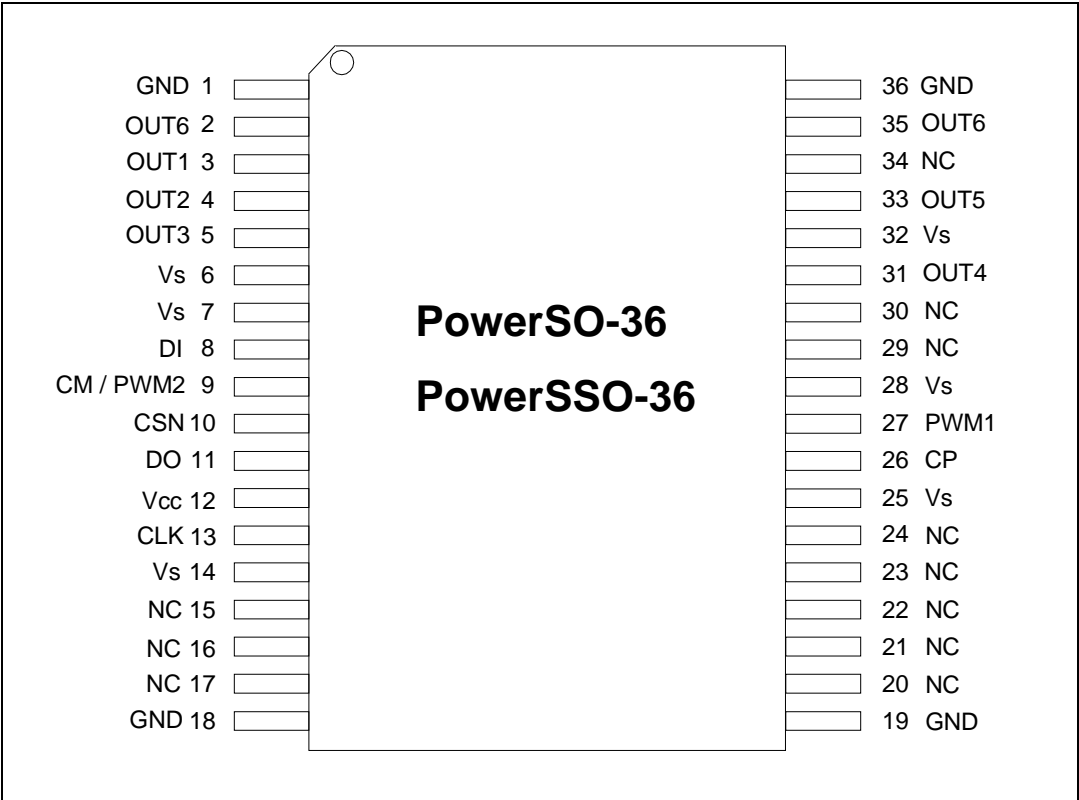 GND 1
OUT6 2
OUT1 3
OUT2 4
OUT3 5
Vs 6
Vs 7
DI 8
CM / PWM2 9
CSN 10
DO 11
Vcc 12
CLK 13
Vs 14
NC 15
NC 16
NC 17
GND 18
PowerSO-36
PowerSSO-36
36 GND
35 OUT6
34 NC
33 OUT5
32 Vs
31 OUT4
30 NC
29 NC
28 Vs
27 PWM1
26 CP
25 Vs
24 NC
23 NC
22 NC
21 NC
20 NC
19 GND